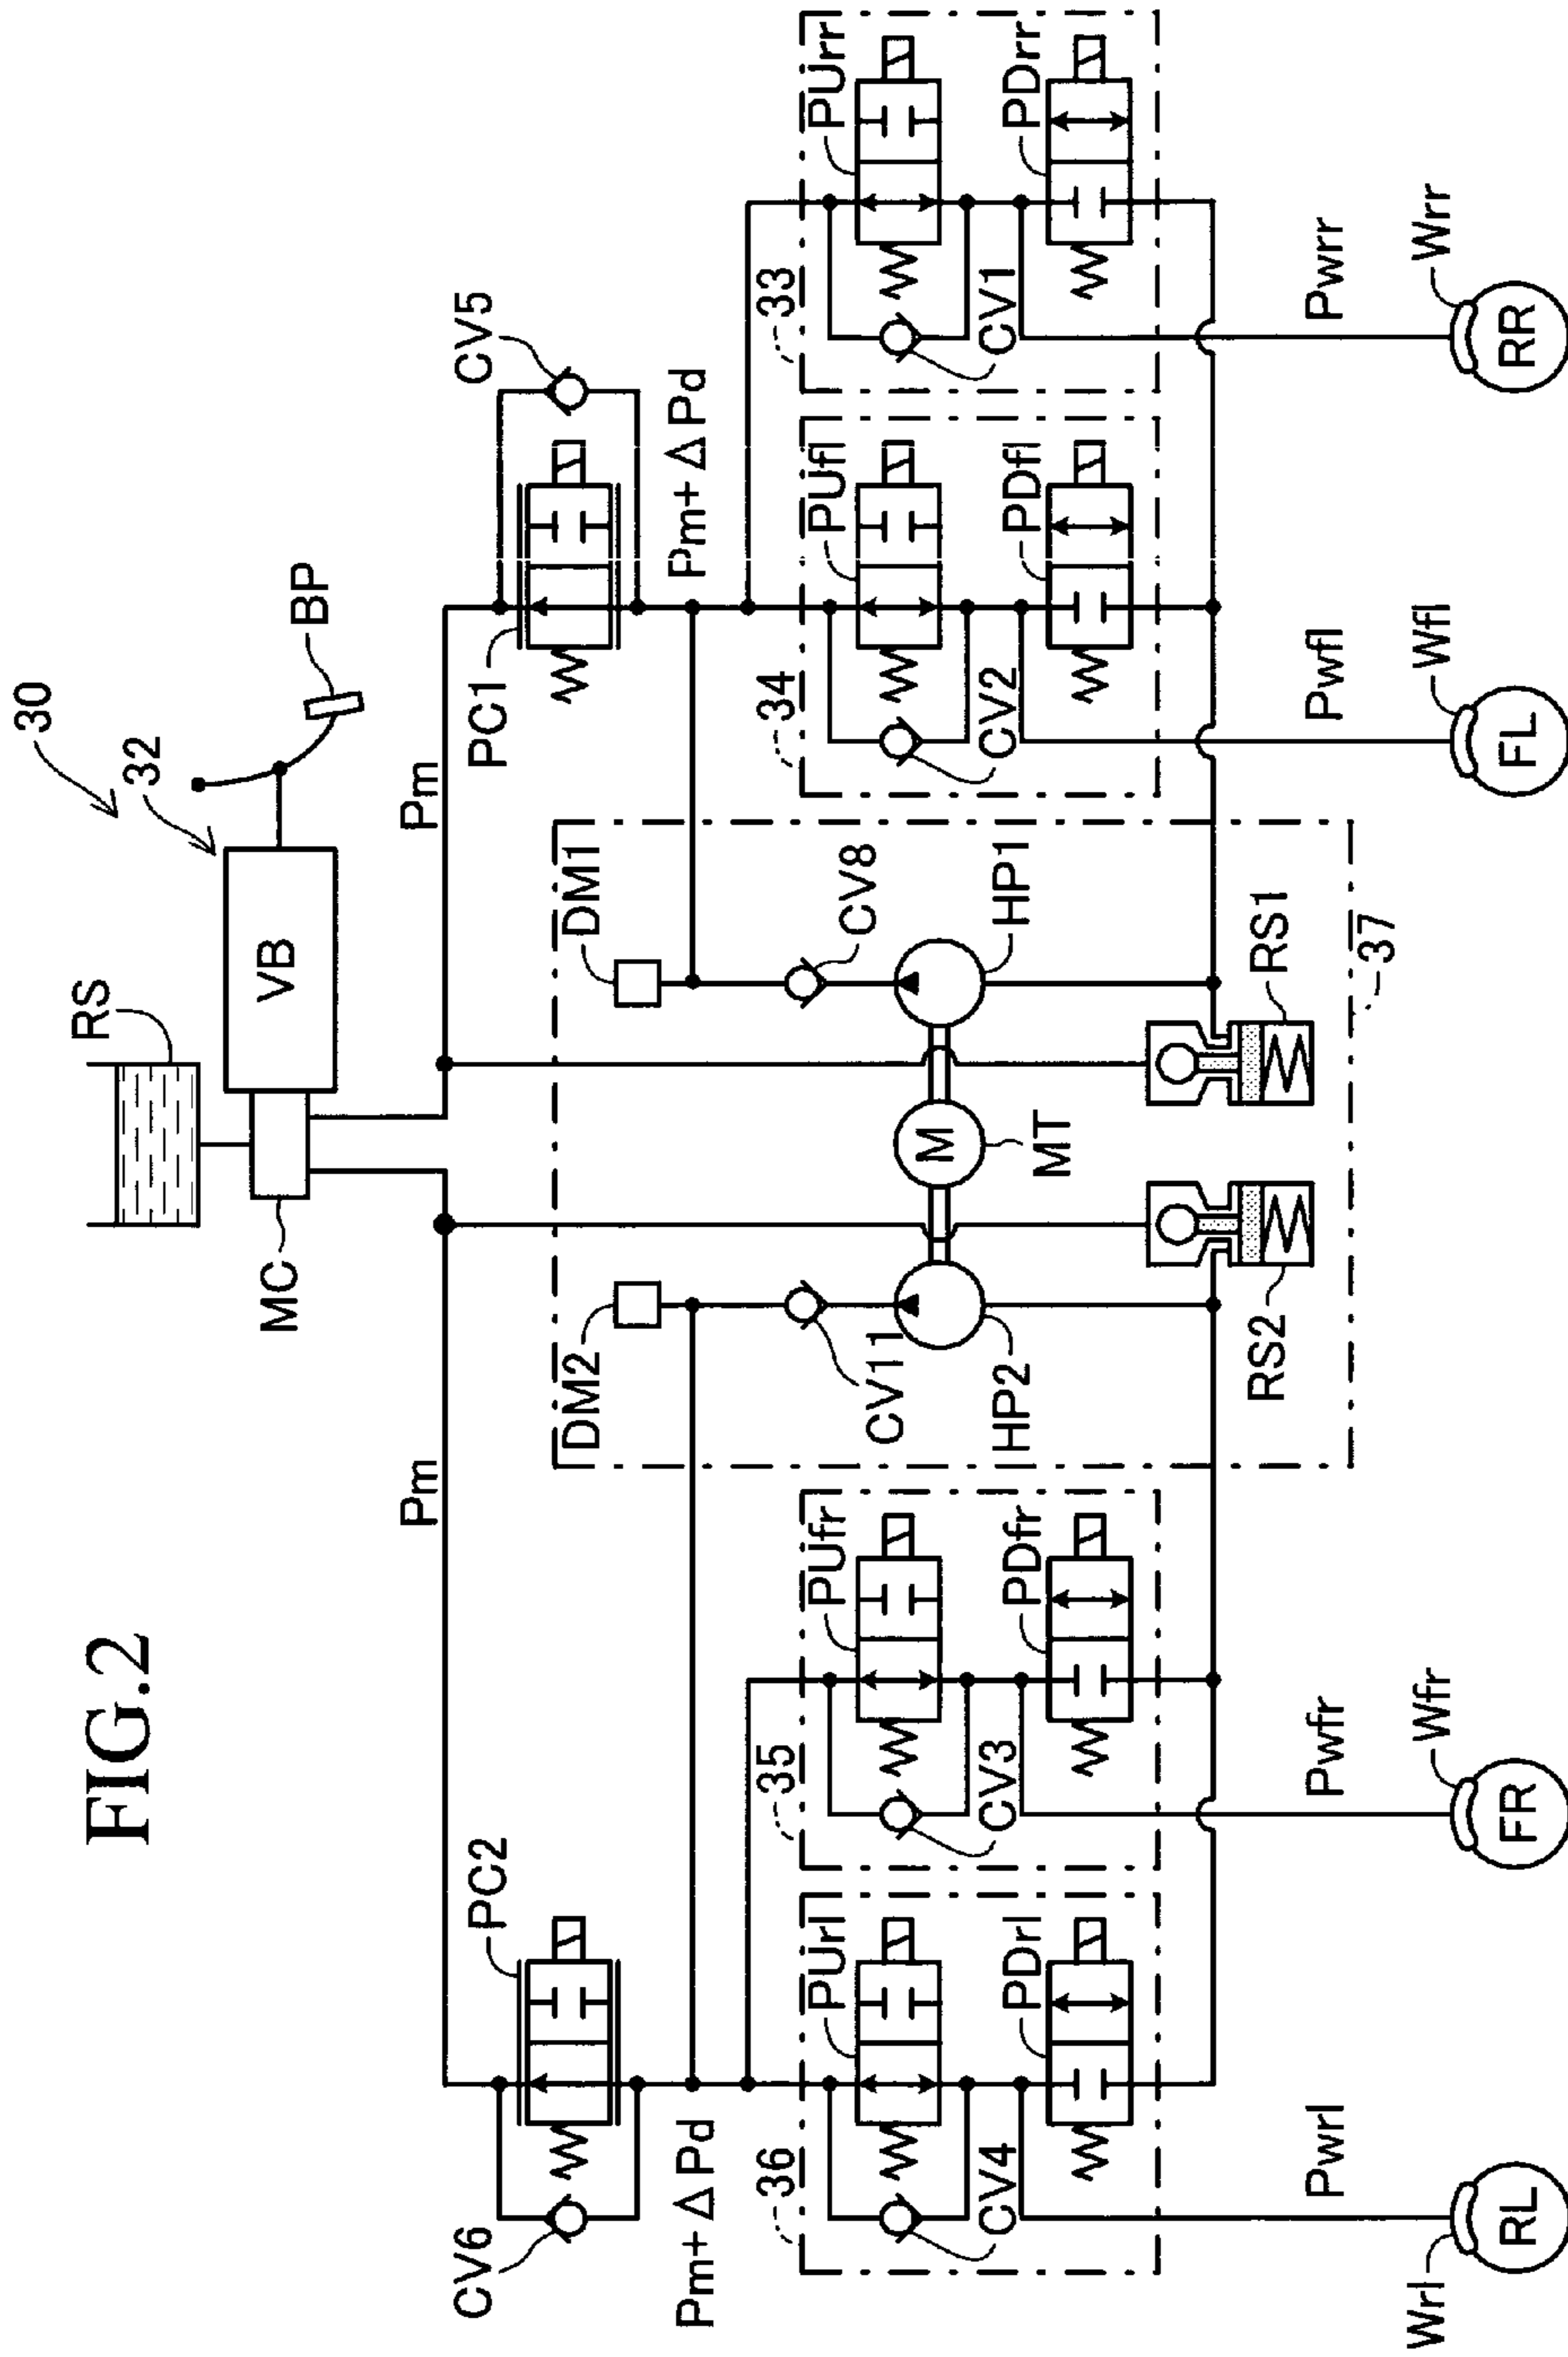 FIG.2
30
32
RS
VB
BP
MC
Pm
Pm
PC2
CV6
PC1
CV5
Pm+ΔPd
Pm+ΔPd
DM2
DM1
CV11
CV8
HP2
HP1
M
MT
RS2
RS1
37
36
PUrl
PDrl
CV4
35
PUfr
PDfr
CV3
34
PUfl
PDfl
CV2
33
PUrr
PDrr
CV1
Pwrl
Pwfr
Pwfl
Pwrr
Wrl
Wfr
Wfl
Wrr
RL
FR
FL
RR